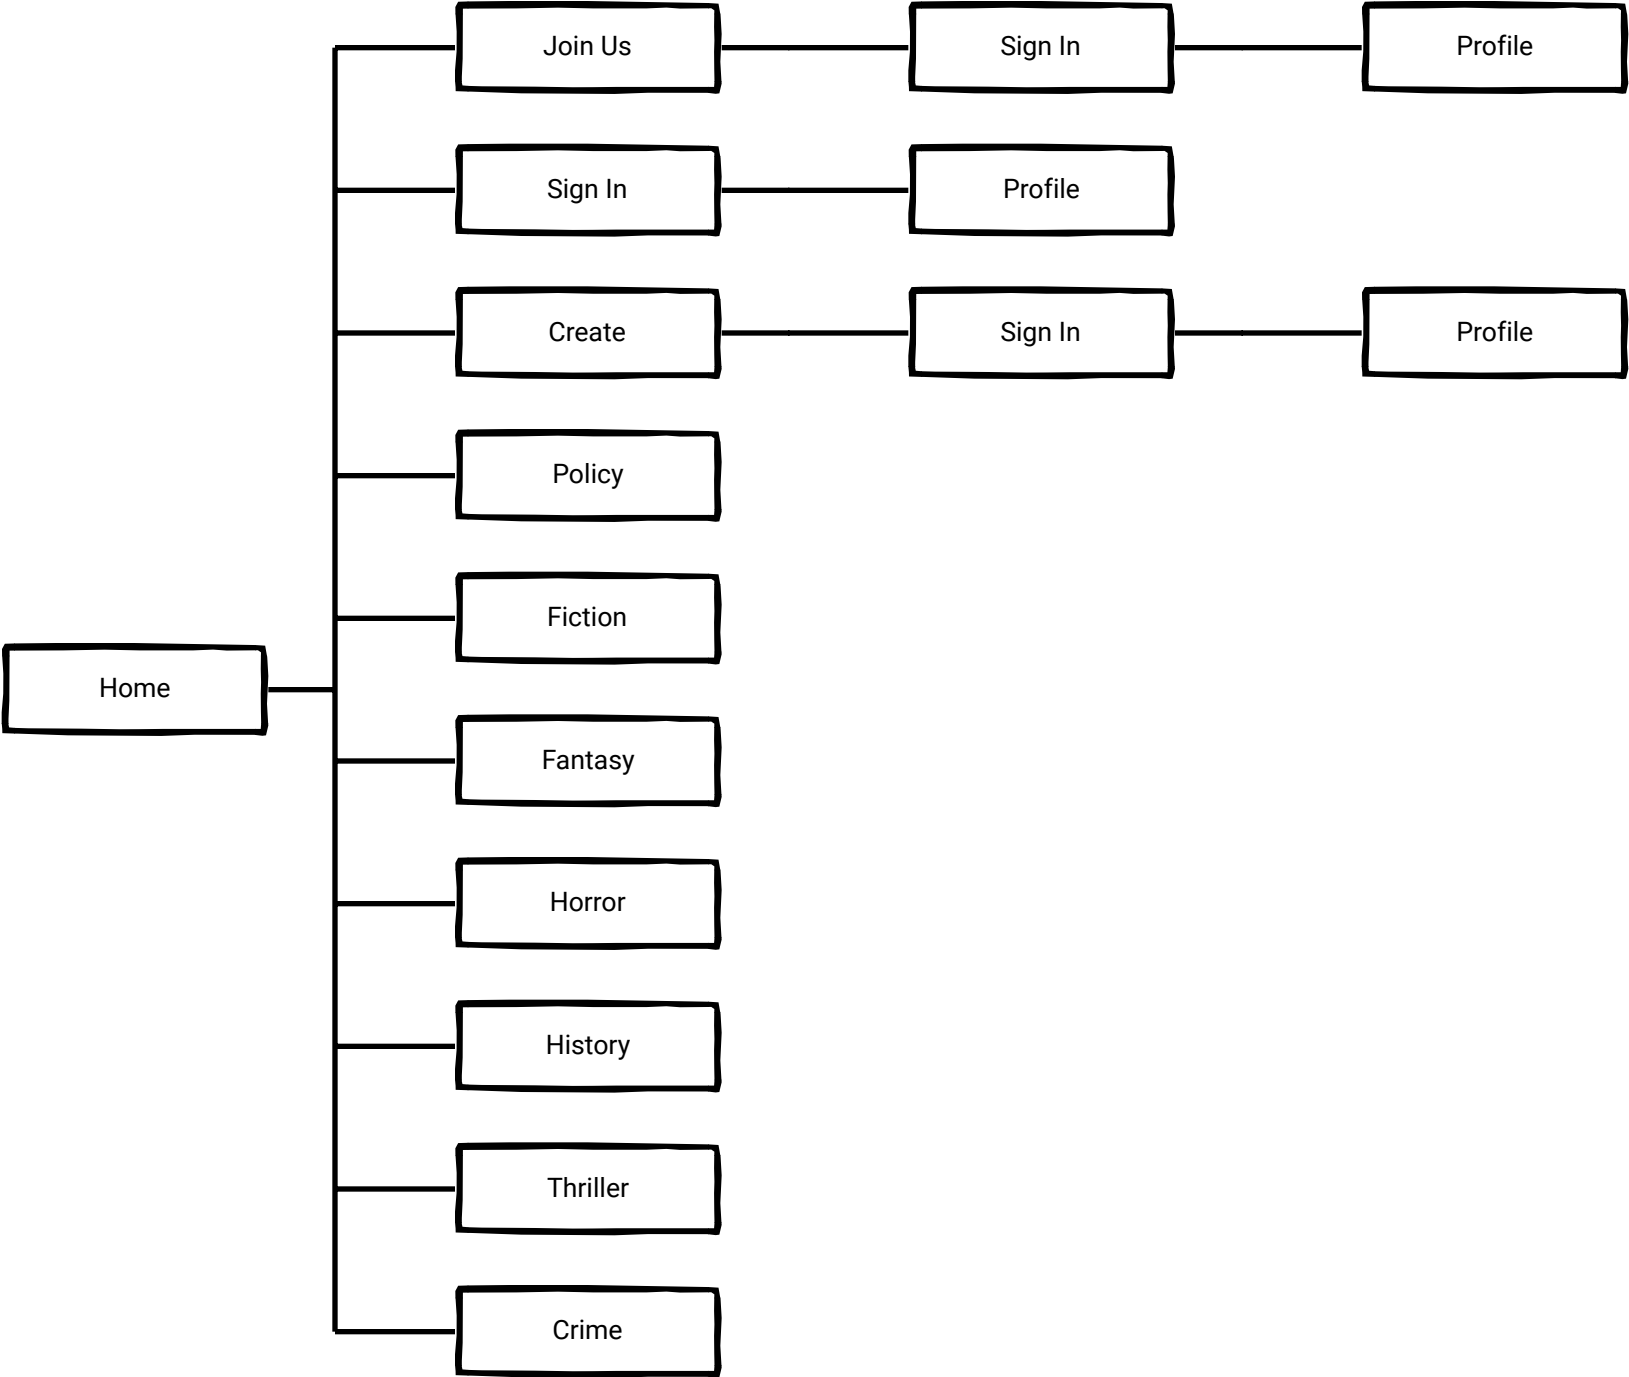 Join Us
Sign In
Profile
Sign In
Profile
Create
Sign In
Profile
Policy
Fiction
Home
Fantasy
Horror
History
Thriller
Crime